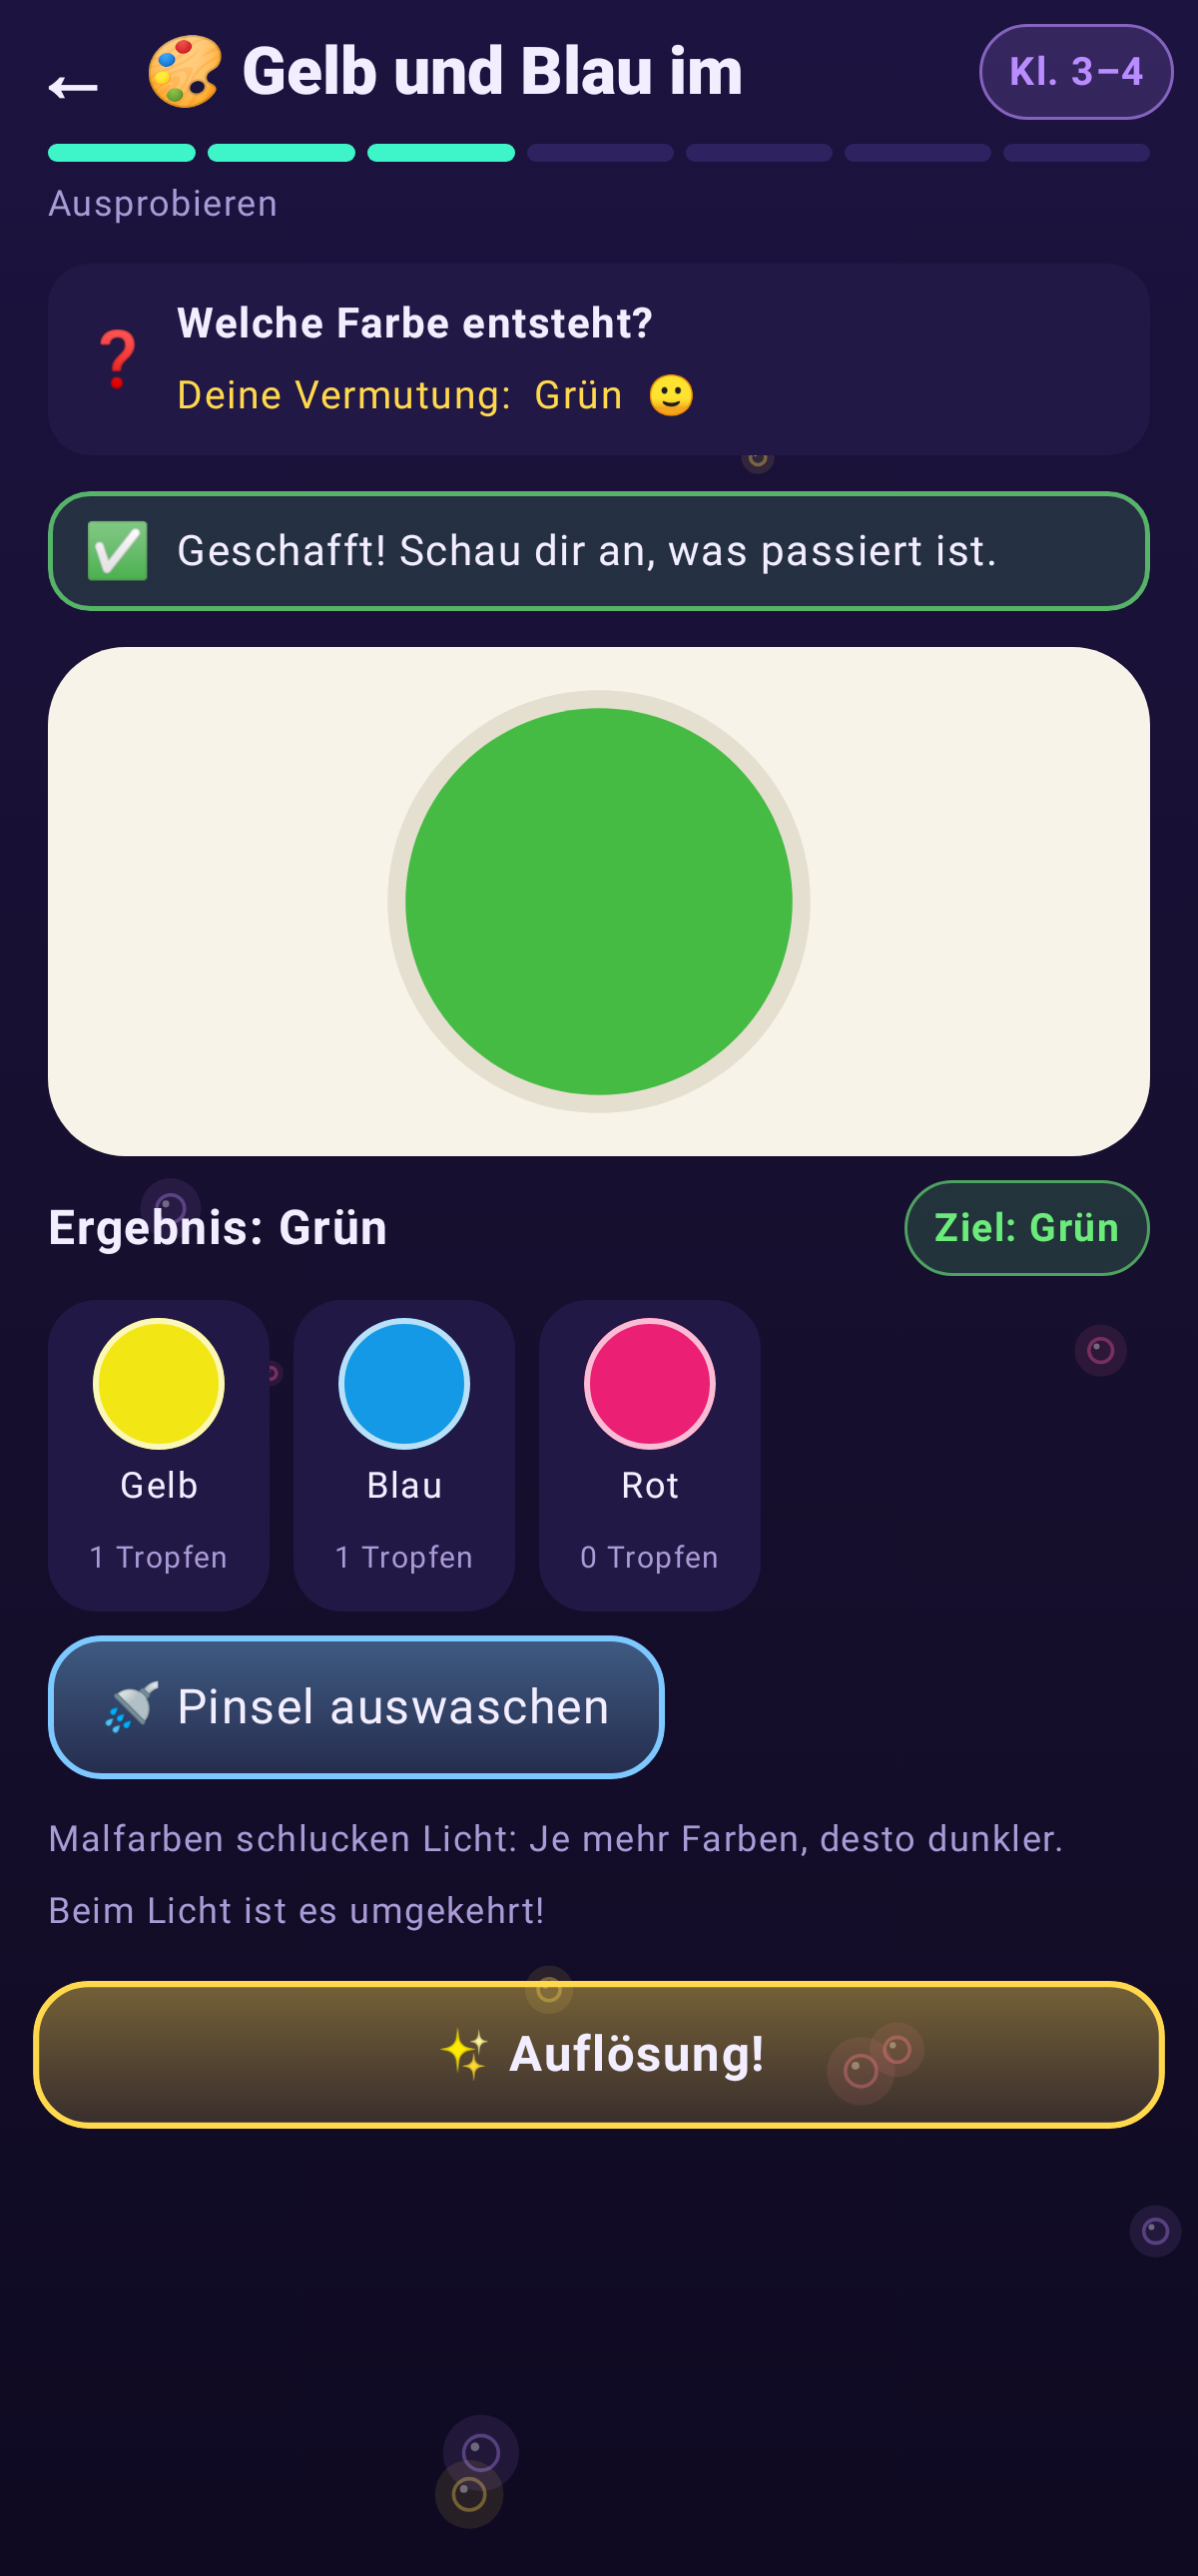 ← 🎨 Gelb und Blau im
Kl. 3–4
Ausprobieren
❓ Welche Farbe entsteht?
Deine Vermutung: Grün 🙂
✅ Geschafft! Schau dir an, was passiert ist.
Ergebnis: Grün
Ziel: Grün
Gelb
1 Tropfen
Blau
1 Tropfen
Rot
0 Tropfen
🚿 Pinsel auswaschen
Malfarben schlucken Licht: Je mehr Farben, desto dunkler.
Beim Licht ist es umgekehrt!
✨ Auflösung!